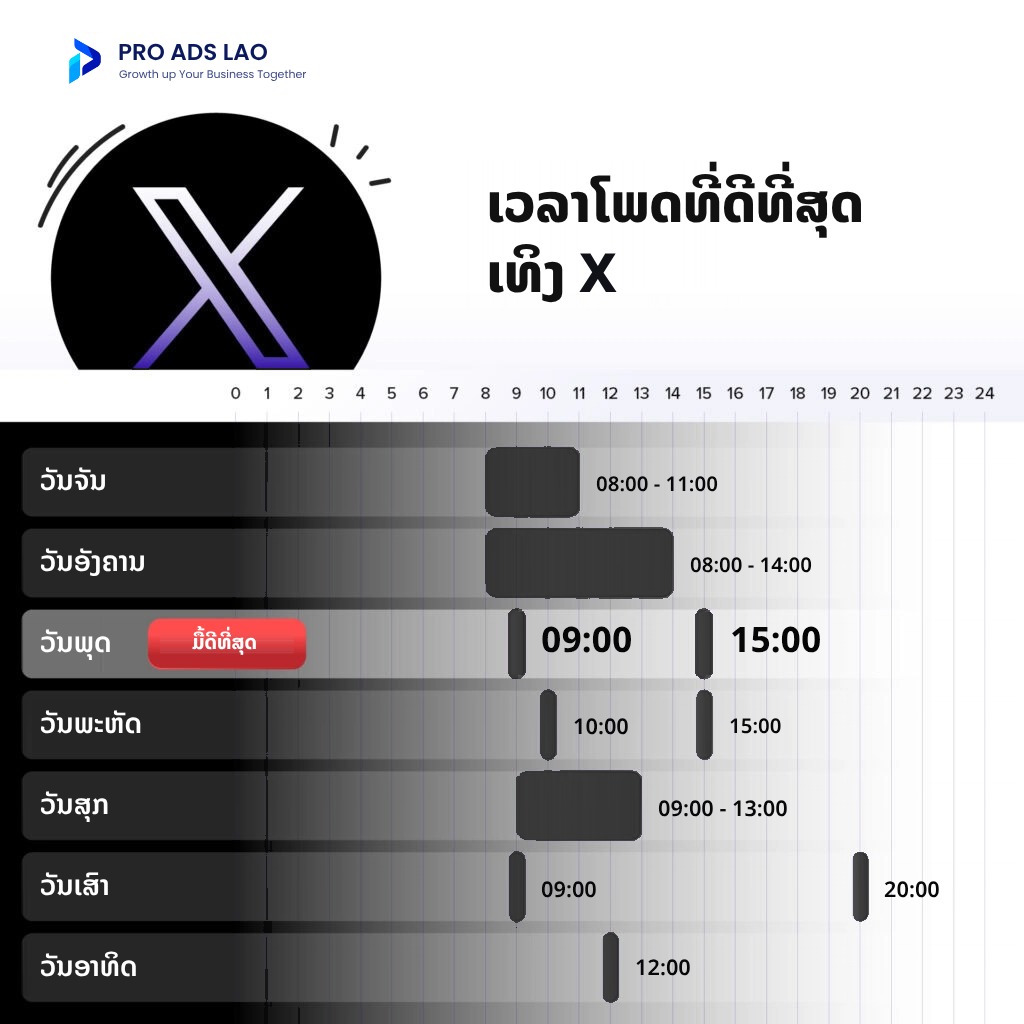 PRO ADS LAO
Growth up Your Business Together
ເວລາໂພດທີ່ດີທີ່ສຸດ
ເທິງ X
0 1 2 3 4 5 6 7 8 9 10 11 12 13 14 15 16 17 18 19 20 21 22 23 24
ວັນຈັນ 08:00 - 11:00
ວັນອັງຄານ 08:00 - 14:00
ວັນພຸດ ມື້ດີທີ່ສຸດ 09:00 15:00
ວັນພະຫັດ 10:00 15:00
ວັນສຸກ 09:00 - 13:00
ວັນເສົາ 09:00 20:00
ວັນອາທິດ 12:00